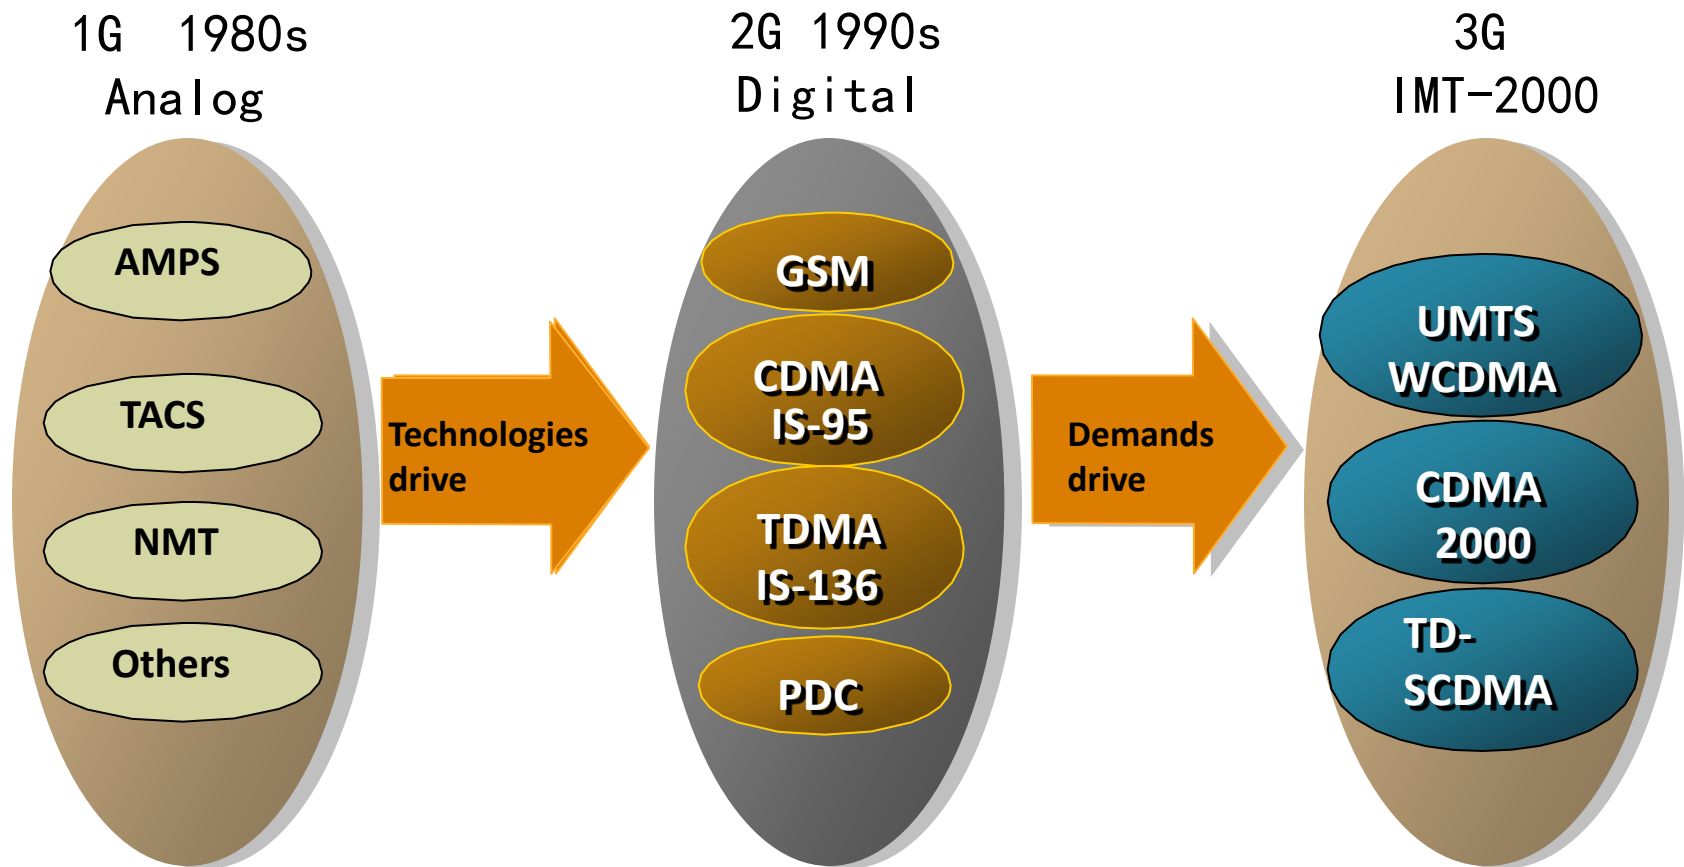 1G 1980s
Analog
AMPS
TACS
NMT
Others
Technologies
drive
2G 1990s
Digital
GSM
CDMA
IS-95
TDMA
IS-136
PDC
Demands
drive
3G
IMT-2000
UMTS
WCDMA
CDMA
2000
TD-
SCDMA